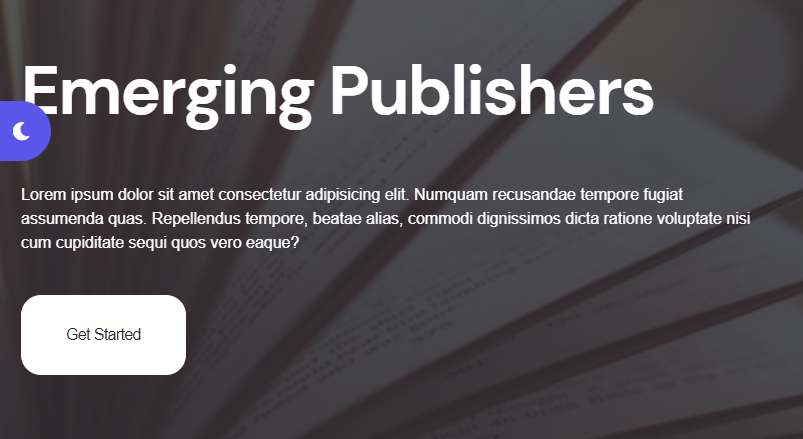 Emerging Publishers
Lorem ipsum dolor sit amet consectetur adipisicing elit. Numquam recusandae tempore fugiat
assumenda quas. Repellendus tempore, beatae alias, commodi dignissimos dicta ratione voluptate nisi
cum cupiditate sequi quos vero eaque?
Get Started